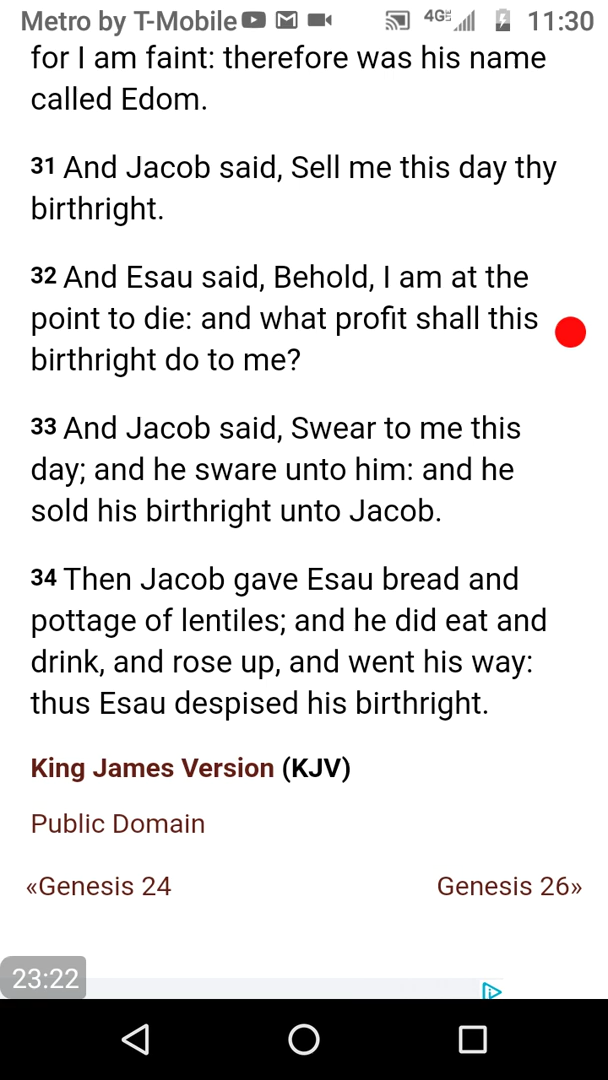 Metro by T-Mobile 4G 11:30
for I am faint: therefore was his name
called Edom.
31 And Jacob said, Sell me this day thy
birthright.
32 And Esau said, Behold, I am at the
point to die: and what profit shall this
birthright do to me?
33 And Jacob said, Swear to me this
day; and he sware unto him: and he
sold his birthright unto Jacob.
34 Then Jacob gave Esau bread and
pottage of lentiles; and he did eat and
drink, and rose up, and went his way:
thus Esau despised his birthright.
King James Version (KJV)
Public Domain
«Genesis 24 Genesis 26»
23:22